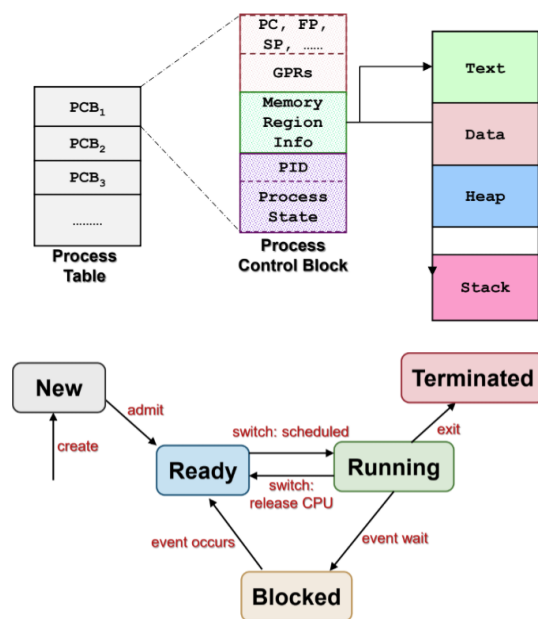 PC, FP,
SP, ……
GPRs
Memory
Region
Info
PID
Process
State
Process
Control Block
PCB1
PCB2
PCB3
………
Process
Table
Text
Data
Heap
Stack
New
Terminated
admit
create
switch: scheduled
exit
Ready
Running
switch:
release CPU
event occurs
event wait
Blocked